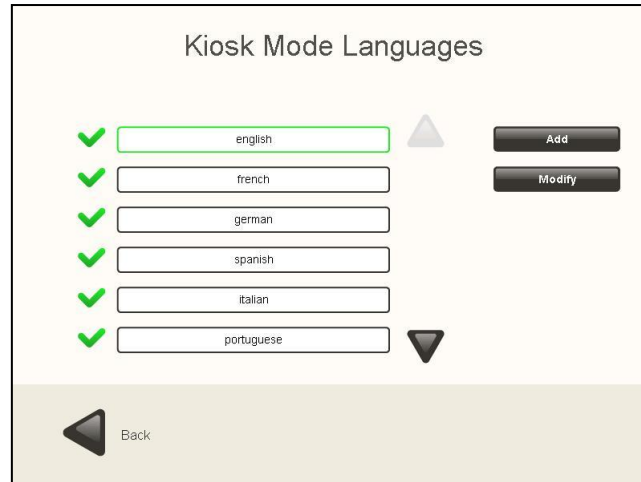 Kiosk Mode Languages
english
Add
french
Modify
german
spanish
italian
portuguese
Back